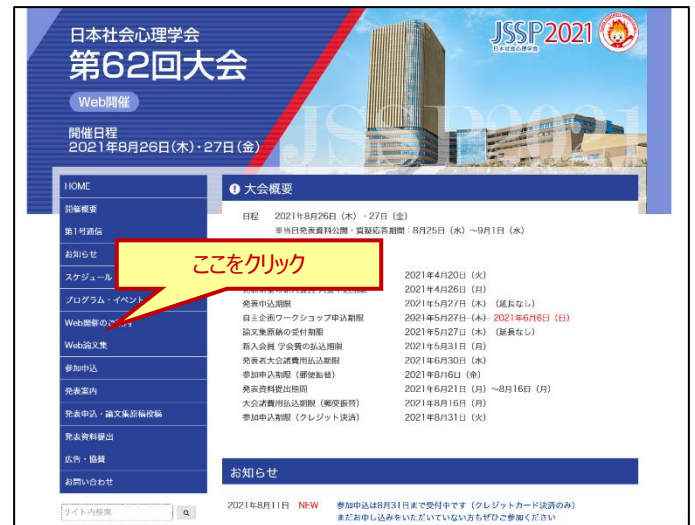 日本社会心理学会
第62回大会
Web開催
開催日程
2021年8月26日(木)・27日(金)
JSSP2021
日本社会心理学会
JSSP2021
HOME
開催概要
第1号通信
お知らせ
スケジュール
プログラム・イベント
Web開催のご
Web論文集
参加申込
発表案内
発表申込・論文集原稿投稿
発表資料提出
広告・協賛
お問い合わせ
サイト内検索
ここをクリック
大会概要
日程 2021年8月26日（木）・27日（金）
※当日発表資料公開・質疑応答期間：8月25日（水）～9月1日（水）
2021年4月20日（火）
2021年4月26日（月）
発表申込期限 2021年5月27日（木）（延長なし）
自主企画ワークショップ申込期限 2021年5月27日（木） 2021年6月6日（日）
論文集原稿の受付期限 2021年5月27日（木）（延長なし）
新入会員 学会費の払込期限 2021年5月31日（月）
発表者大会諸費用払込期限 2021年6月30日（水）
参加申込期限（郵便振替） 2021年8月6日（金）
発表資料提出期間 2021年6月21日（月）～8月16日（月）
大会諸費用払込期限（郵便振替） 2021年8月16日（月）
参加申込期限（クレジット決済） 2021年8月31日（火）
お知らせ
2021年8月11日 NEW 参加申込は8月31日まで受付中です（クレジットカード決済のみ）
まだお申し込みをいただいていない方もぜひご参加ください